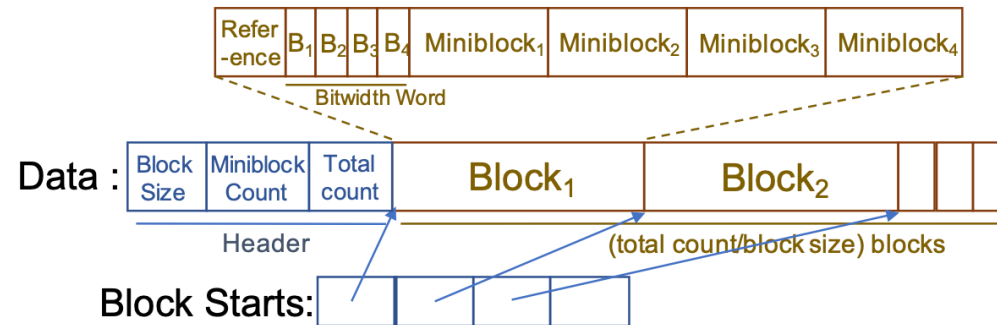 Refer
-ence
B₁ B₂ B₃ B₄ Miniblock₁ Miniblock₂ Miniblock₃ Miniblock₄
Bitwidth Word
Data :
Block
Size
Miniblock
Count
Total
count
Block₁
Block₂
Header
(total count/block size) blocks
Block Starts: